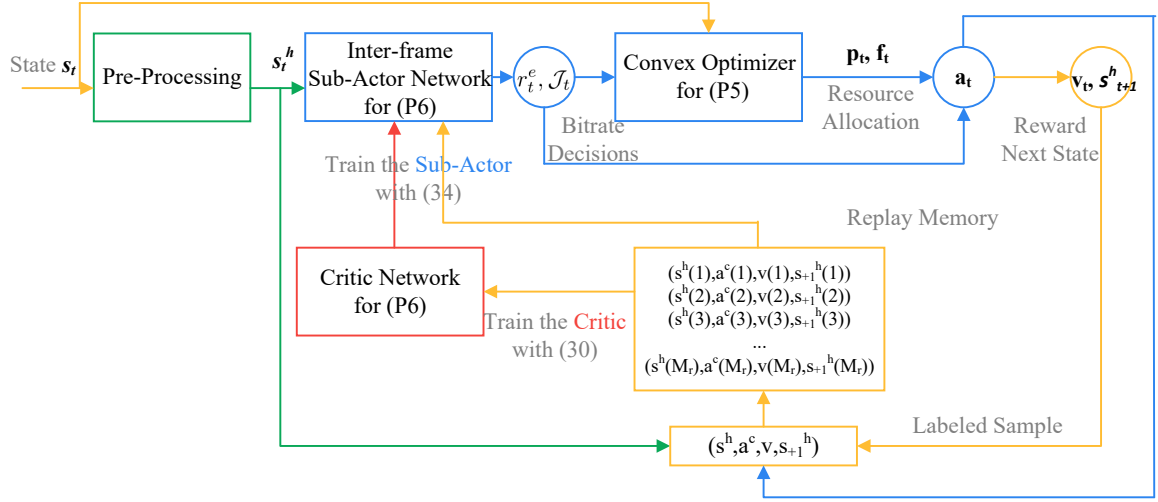 State s_t
Pre-Processing
s_t^h
Inter-frame
Sub-Actor Network
for (P6)
r_t^e, 𝒥_t
Convex Optimizer
for (P5)
p_t, f_t
Resource
Allocation
a_t
v_t, s^h_{t+1}
Reward
Next State
Bitrate
Decisions
Train the Sub-Actor
with (34)
Replay Memory
Critic Network
for (P6)
Train the Critic
with (30)
(s^h(1),a^c(1),v(1),s_{+1}^h(1))
(s^h(2),a^c(2),v(2),s_{+1}^h(2))
(s^h(3),a^c(3),v(3),s_{+1}^h(3))
...
(s^h(M_r),a^c(M_r),v(M_r),s_{+1}^h(M_r))
Labeled Sample
(s^h,a^c,v,s_{+1}^h)